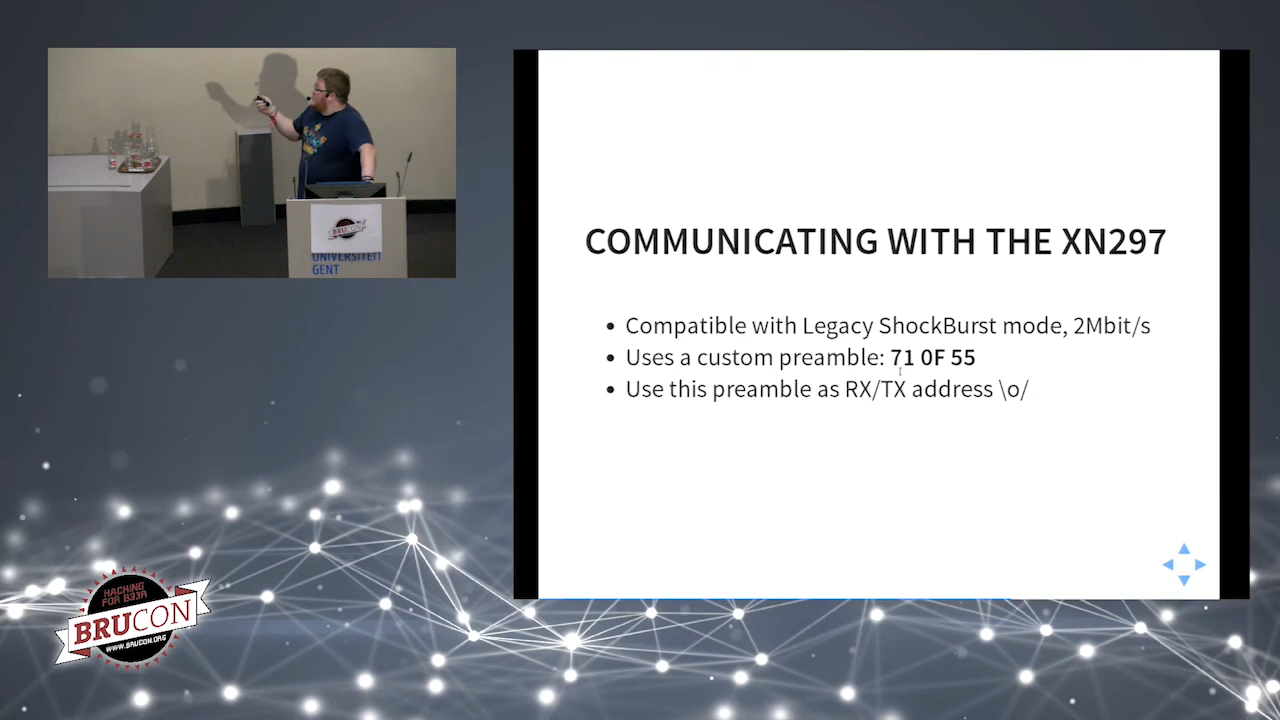 COMMUNICATING WITH THE XN297
• Compatible with Legacy ShockBurst mode, 2Mbit/s
• Uses a custom preamble: 71 0F 55
• Use this preamble as RX/TX address \o/
BRUCON
UNIVERSITEIT
GENT
HACKING
FOR B33R
BRUCON
WWW.BRUCON.ORG